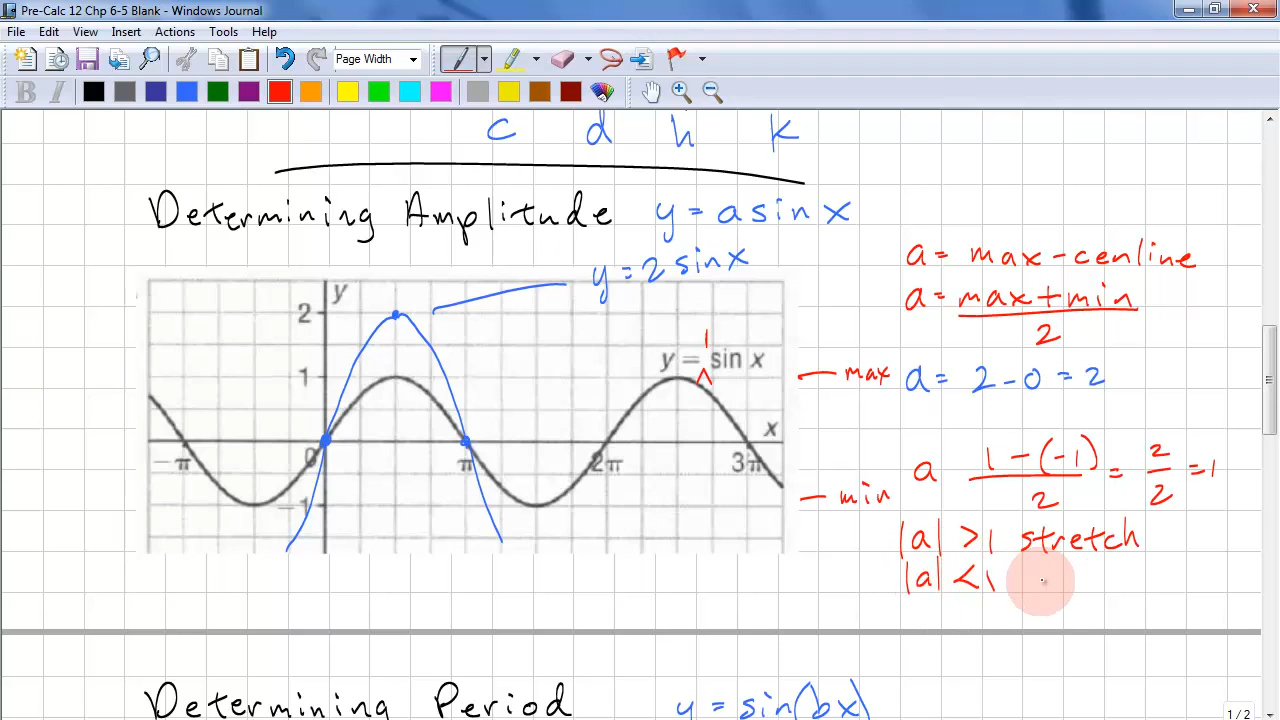 Pre-Calc 12 Chp 6-5 Blank - Windows Journal
File Edit View Insert Actions Tools Help
Page Width
B I
c d h k
Determining Amplitude y = a sin x
y = 2 sin x
a = max - cenline
a = max + min
2
y
2
1
y = 1 sin x
^
x
max a = 2 - 0 = 2
-π 0 π 2π 3π
a 1 - (-1) = 2 = 1
2 2
-1
min
|a| > 1 stretch
|a| < 1
Determining Period y = sin(bx)
1/2